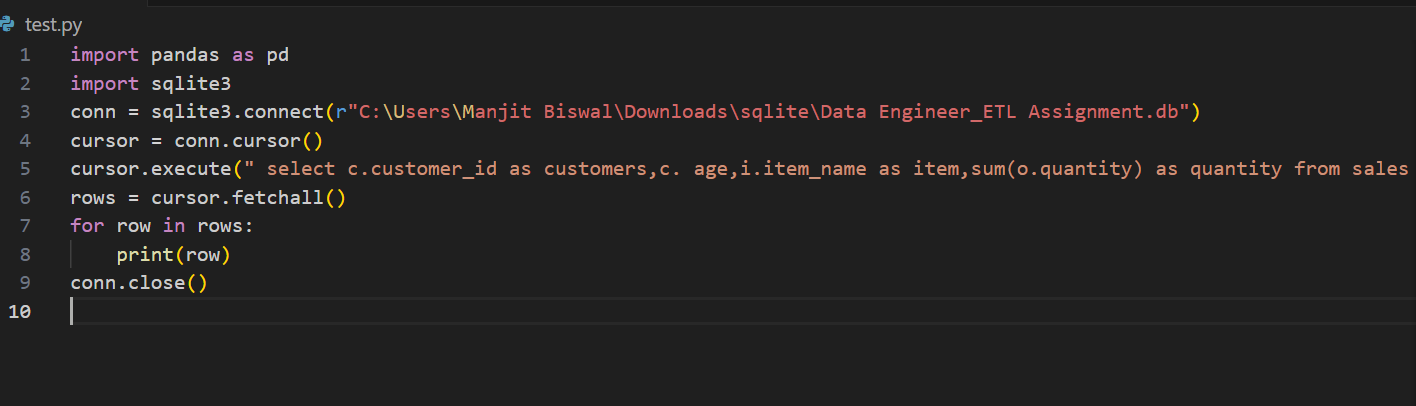 test.py
1 import pandas as pd
2 import sqlite3
3 conn = sqlite3.connect(r"C:\Users\Manjit Biswal\Downloads\sqlite\Data Engineer_ETL Assignment.db")
4 cursor = conn.cursor()
5 cursor.execute(" select c.customer_id as customers,c. age,i.item_name as item,sum(o.quantity) as quantity from sales
6 rows = cursor.fetchall()
7 for row in rows:
8     print(row)
9 conn.close()
10